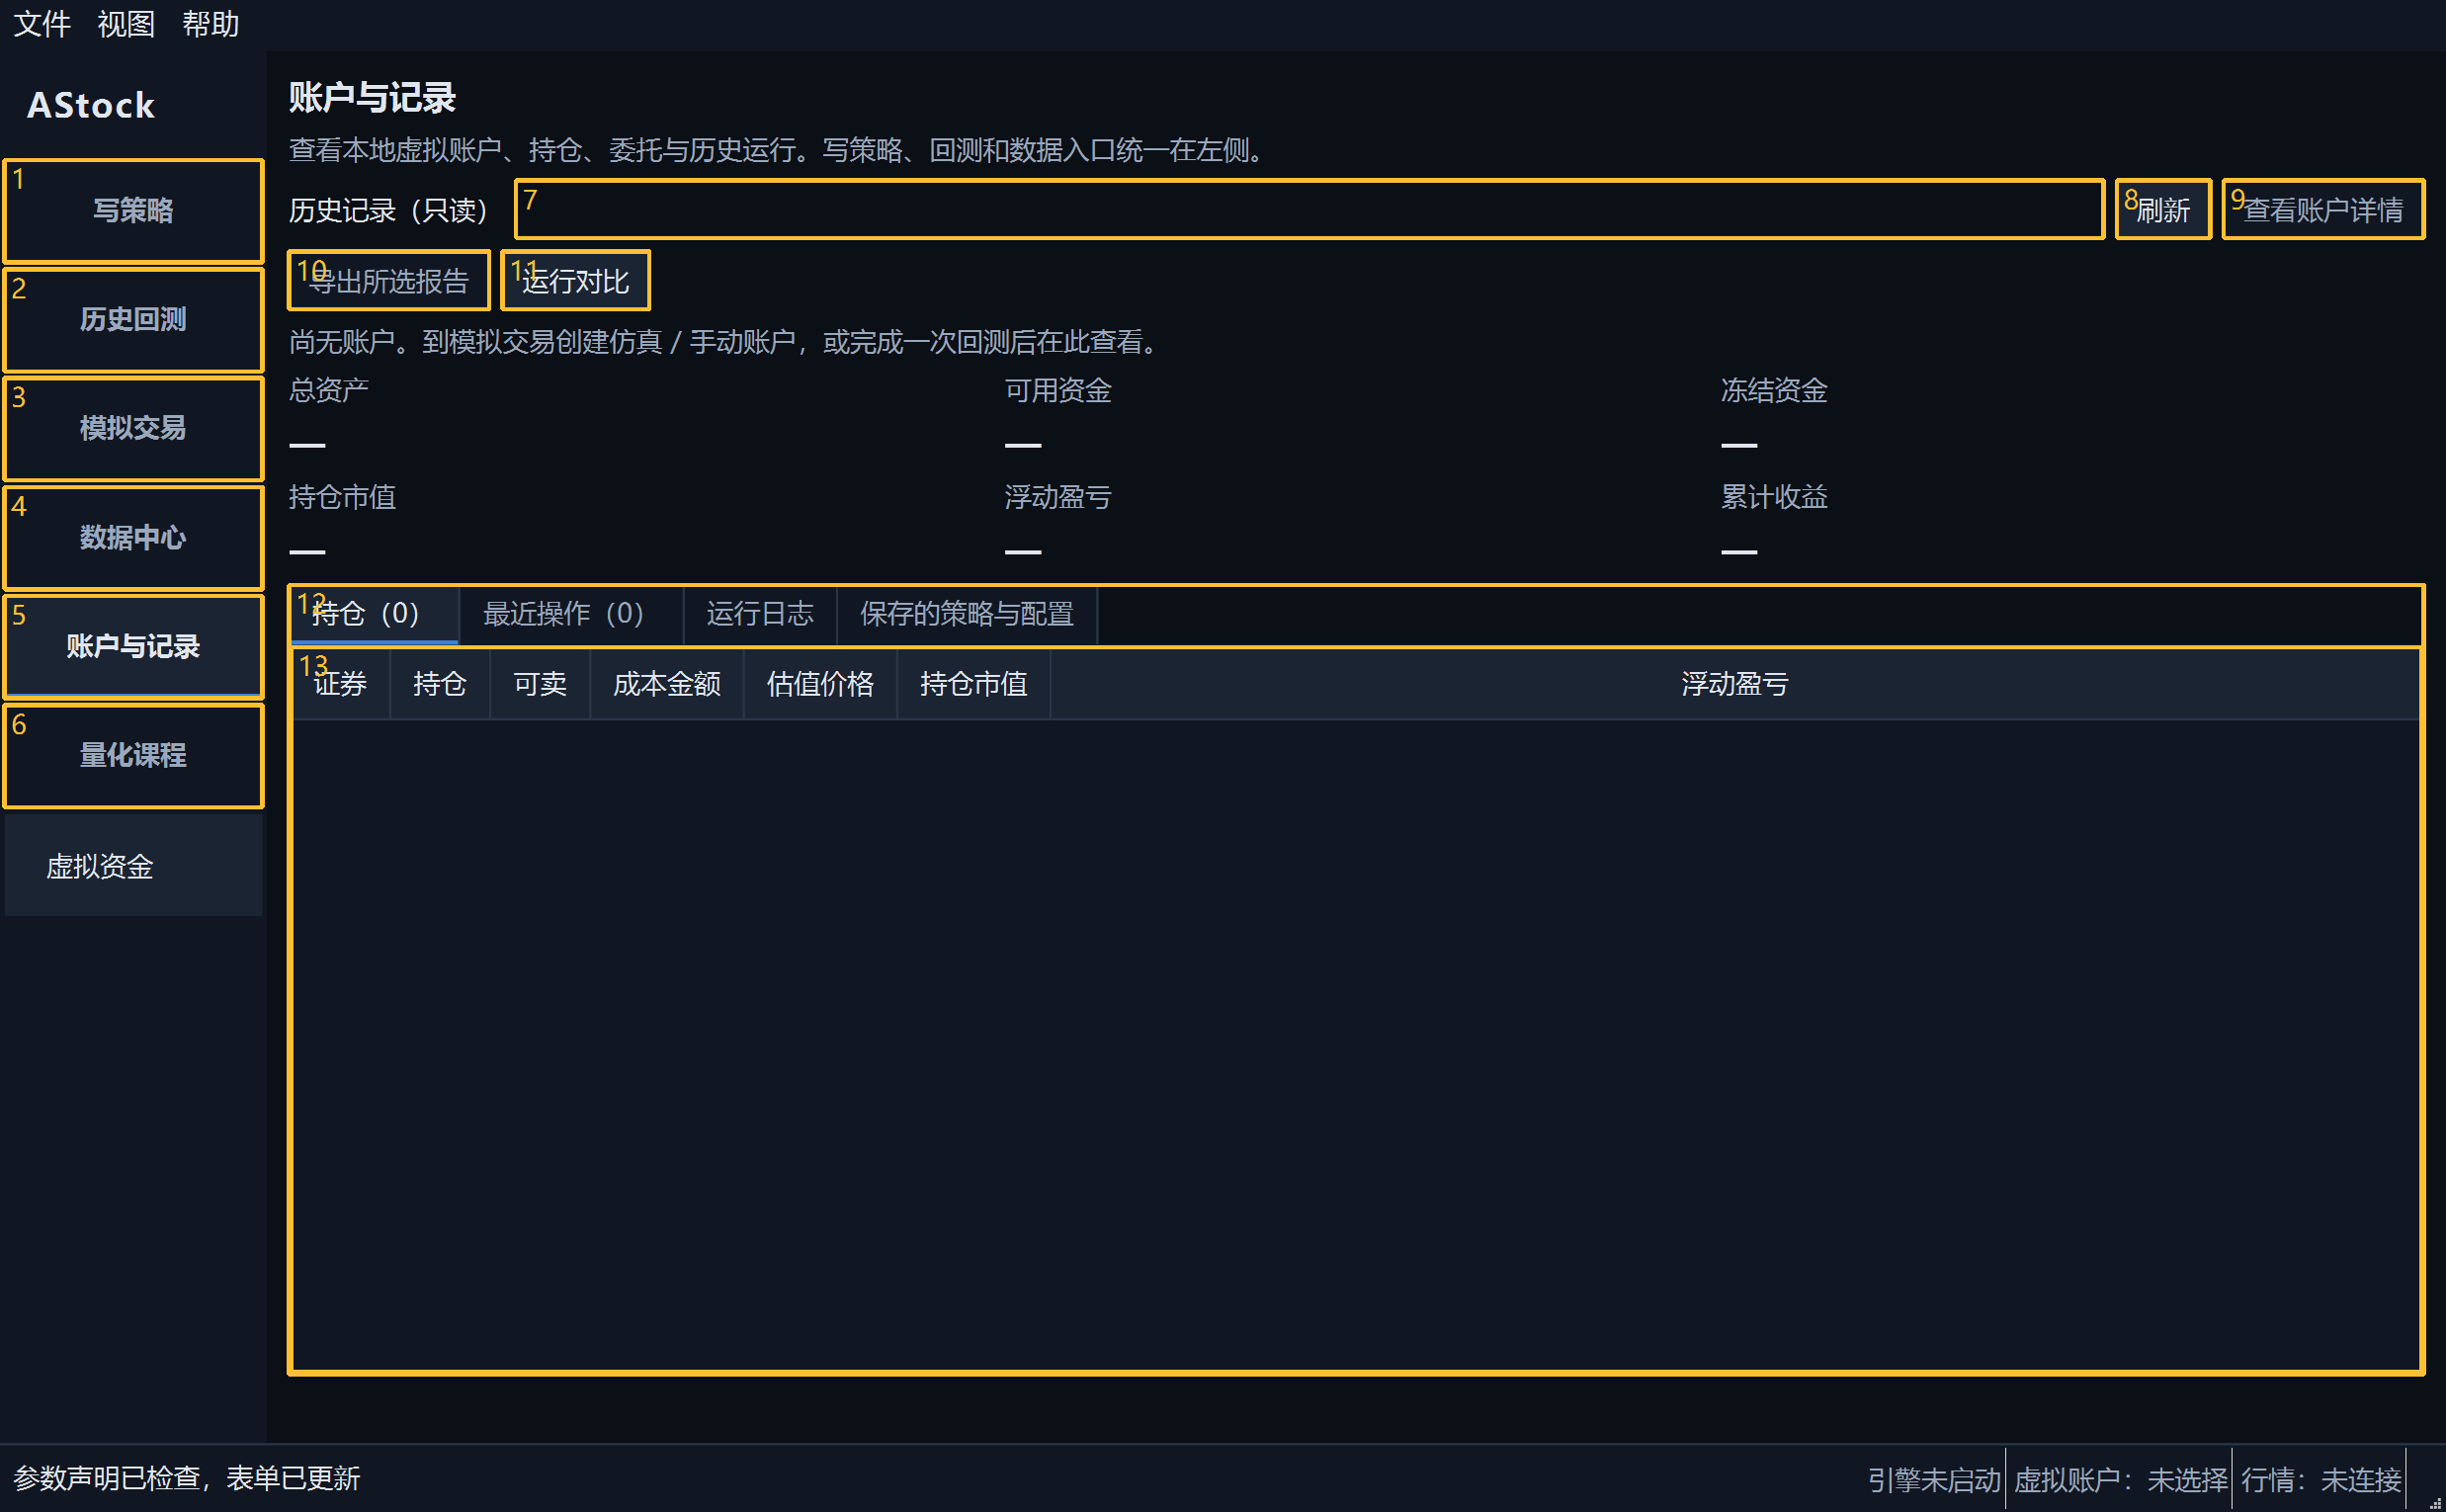 文件 视图 帮助
AStock
1 写策略
2 历史回测
3 模拟交易
4 数据中心
5 账户与记录
6 量化课程
虚拟资金
账户与记录
查看本地虚拟账户、持仓、委托与历史运行。写策略、回测和数据入口统一在左侧。
历史记录（只读） 7 8 刷新 9 查看账户详情
10 导出所选报告 11 运行对比
尚无账户。到模拟交易创建仿真 / 手动账户，或完成一次回测后在此查看。
总资产 可用资金 冻结资金
— — —
持仓市值 浮动盈亏 累计收益
— — —
12 持仓（0） 最近操作（0） 运行日志 保存的策略与配置
13 证券 持仓 可卖 成本金额 估值价格 持仓市值 浮动盈亏
参数声明已检查，表单已更新 引擎未启动 虚拟账户：未选择 行情：未连接